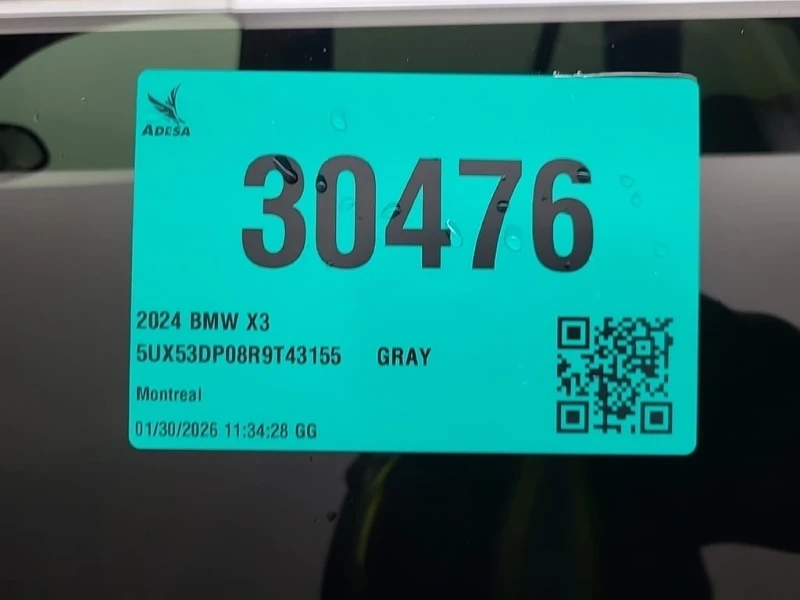 ADESA
30476
2024 BMW X3
5UX53DP08R9T43155 GRAY
Montreal
01/30/2026 11:34:28 GG